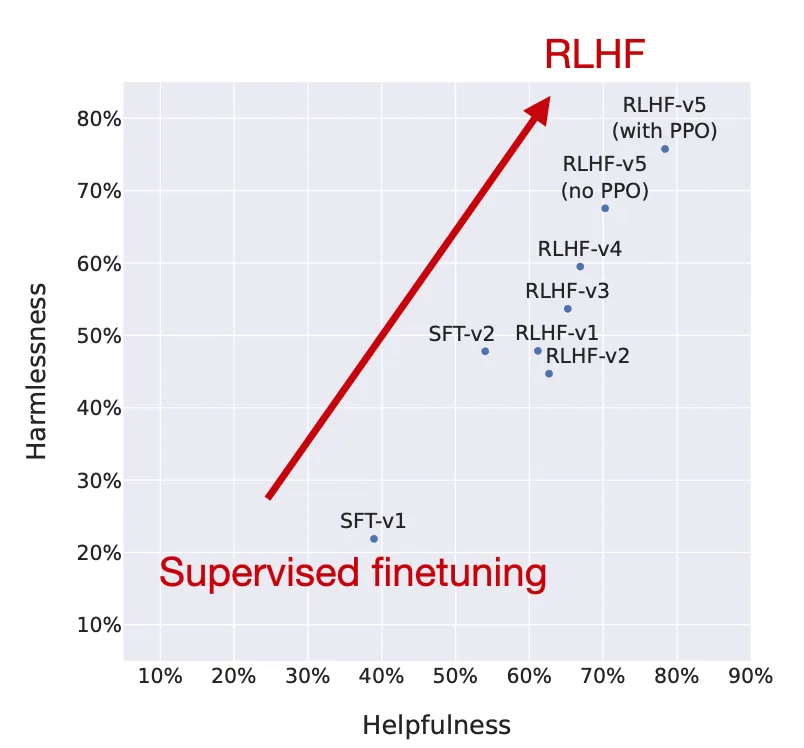 RLHF
RLHF-v5
(with PPO)
RLHF-v5
(no PPO)
RLHF-v4
RLHF-v3
SFT-v2
RLHF-v1
RLHF-v2
SFT-v1
Supervised finetuning
80%
70%
60%
50%
40%
30%
20%
10%
Harmlessness
10% 20% 30% 40% 50% 60% 70% 80% 90%
Helpfulness